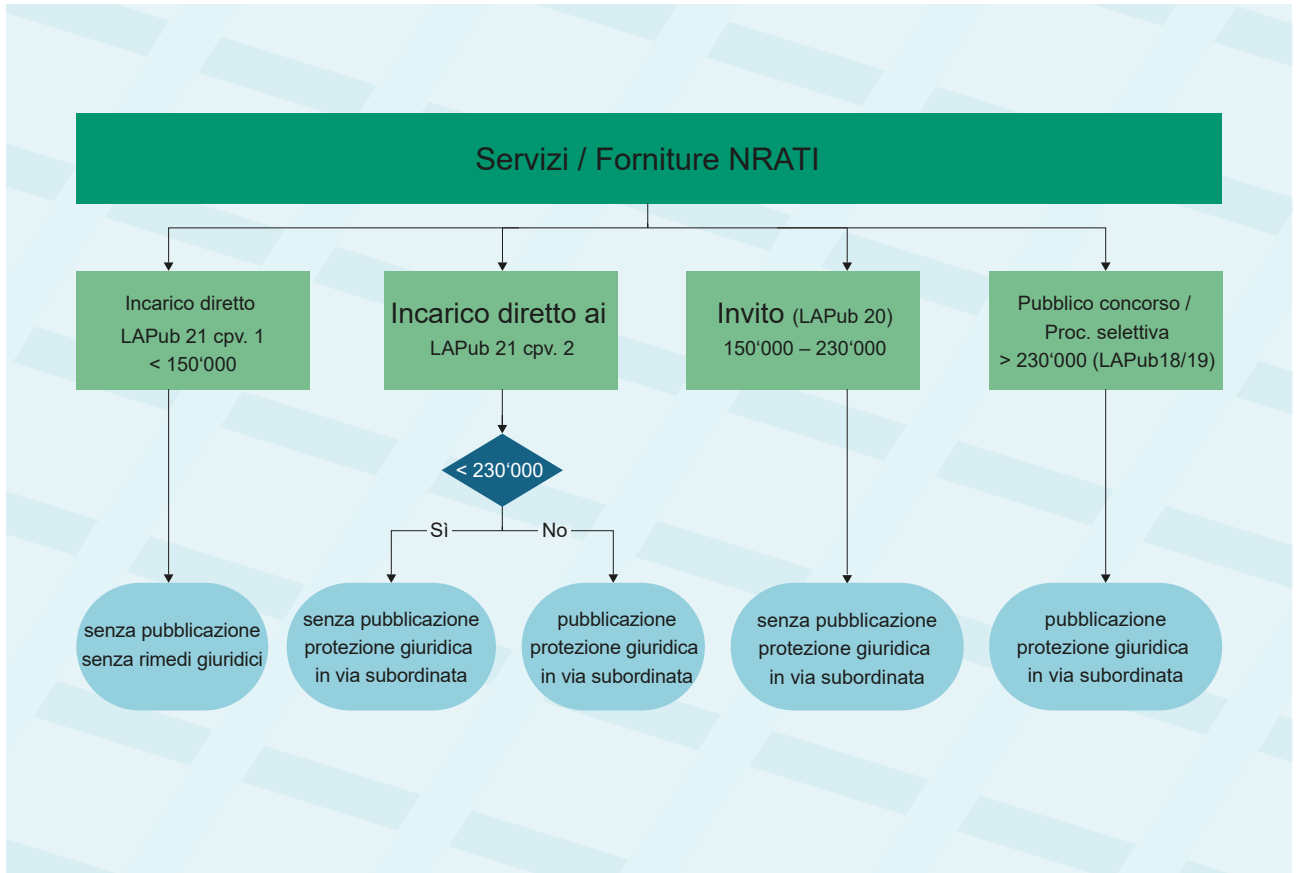 Servizi / Forniture NRATI
Incarico diretto
LAPub 21 cpv. 1
< 150‘000
Incarico diretto ai
LAPub 21 cpv. 2
Invito (LAPub 20)
150‘000 – 230‘000
Pubblico concorso /
Proc. selettiva
> 230‘000 (LAPub18/19)
< 230‘000
Sì
No
senza pubblicazione
senza rimedi giuridici
senza pubblicazione
protezione giuridica
in via subordinata
pubblicazione
protezione giuridica
in via subordinata
senza pubblicazione
protezione giuridica
in via subordinata
pubblicazione
protezione giuridica
in via subordinata